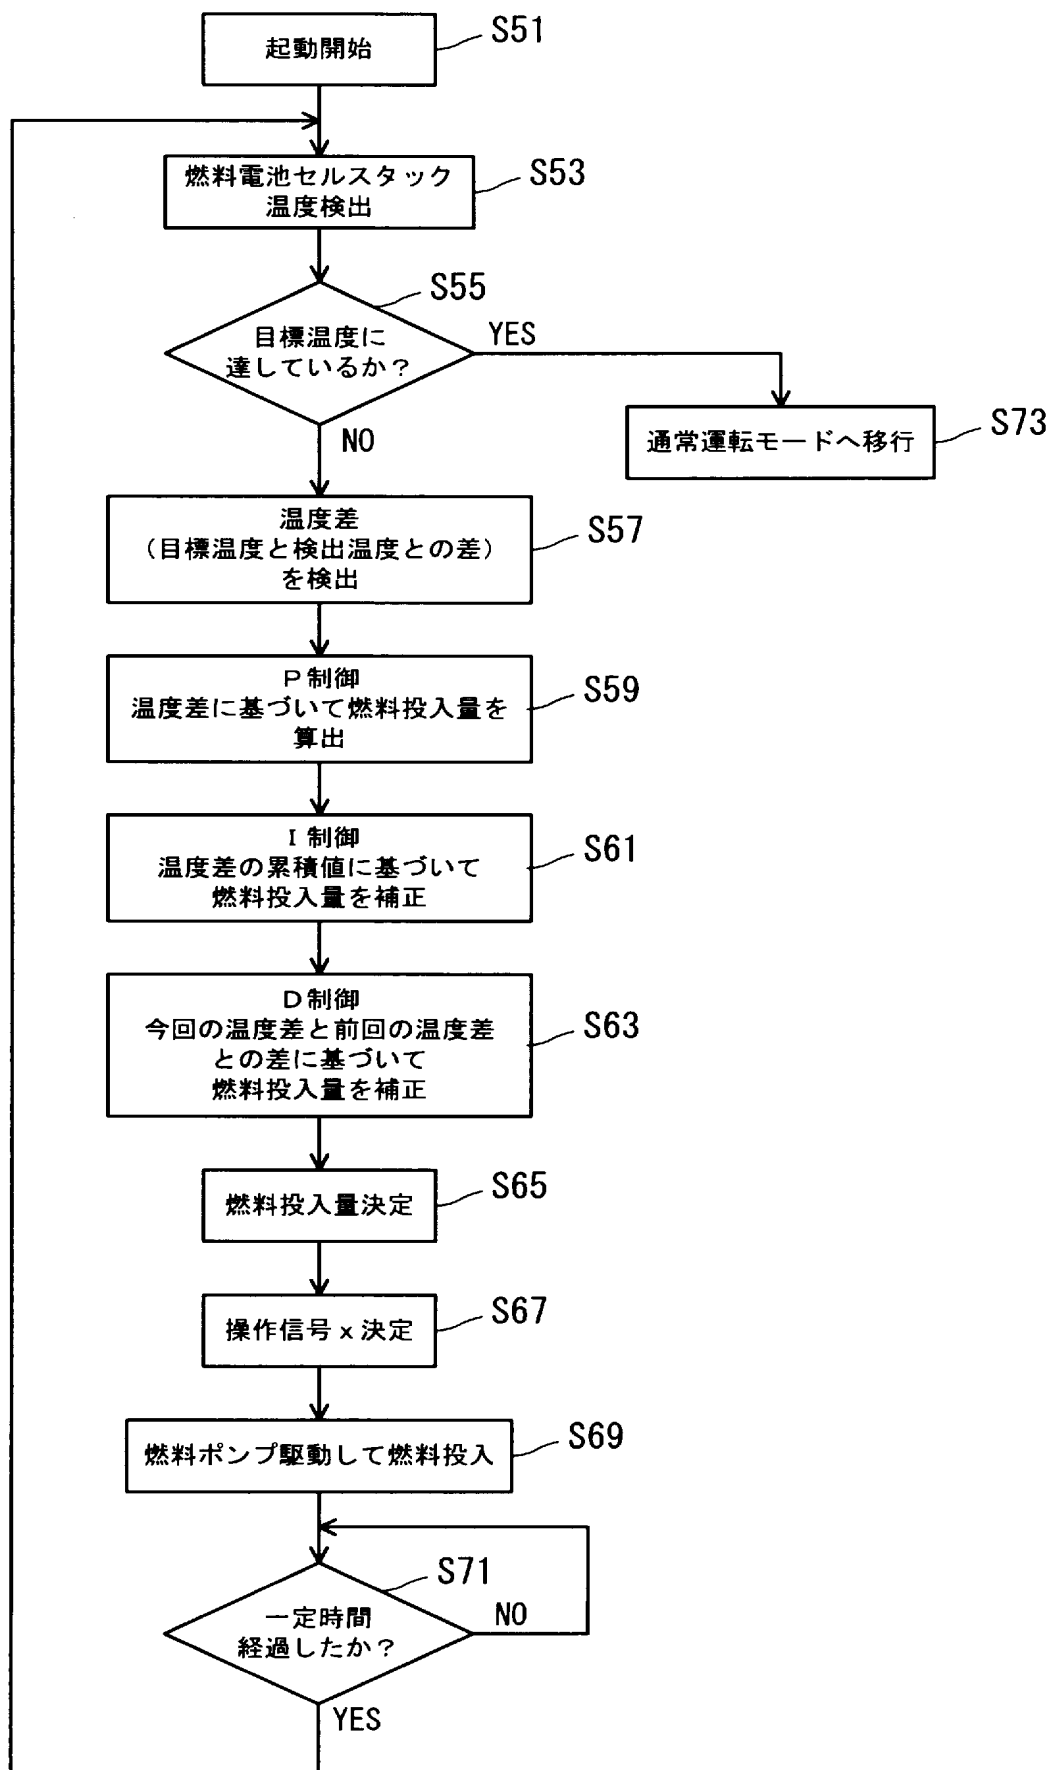 起動開始
S51
燃料電池セルスタック
温度検出
S53
目標温度に
達しているか？
S55
YES
NO
通常運転モードへ移行
S73
温度差
（目標温度と検出温度との差）
を検出
S57
Ｐ制御
温度差に基づいて燃料投入量を
算出
S59
Ｉ制御
温度差の累積値に基づいて
燃料投入量を補正
S61
Ｄ制御
今回の温度差と前回の温度差
との差に基づいて
燃料投入量を補正
S63
燃料投入量決定
S65
操作信号ｘ決定
S67
燃料ポンプ駆動して燃料投入
S69
一定時間
経過したか？
S71
NO
YES